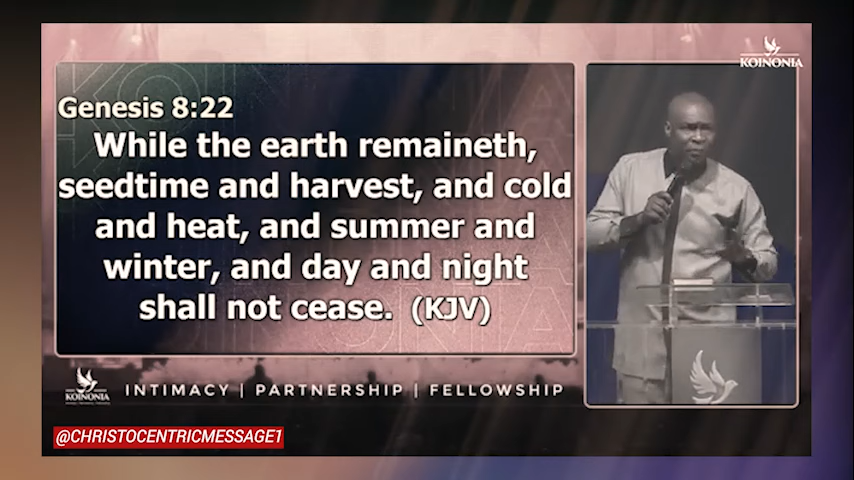 KOINONIA
Genesis 8:22
While the earth remaineth,
seedtime and harvest, and cold
and heat, and summer and
winter, and day and night
shall not cease. (KJV)
KOINONIA
INTIMACY | PARTNERSHIP | FELLOWSHIP
@CHRISTOCENTRICMESSAGE1